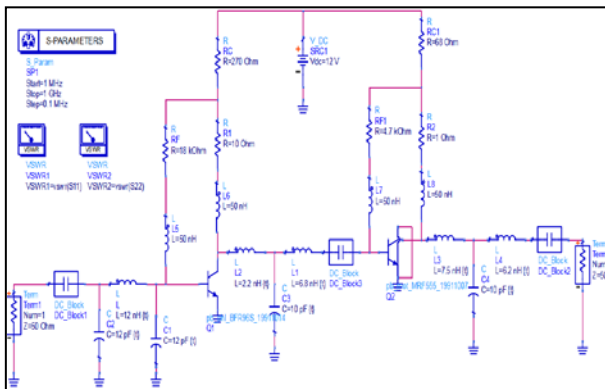 S-PARAMETERS
S_Param
SP1
Start=1 MHz
Stop=1 GHz
Step=0.1 MHz
VSWR
VSWR
VSWR
VSWR1
VSWR1=vswr(S11)
VSWR
VSWR2
VSWR2=vswr(S22)
R
RC
R=270 Ohm
V_DC
SRC1
Vdc=12 V
R
RC1
R=68 Ohm
R
RF
R=18 kOhm
R
R1
R=10 Ohm
R
RF1
R=4.7 kOhm
R
R2
R=1 Ohm
L
L5
L=50 nH
L
L6
L=50 nH
L
L7
L=50 nH
L
L8
L=50 nH
Term
Term1
Num=1
Z=50 Ohm
DC_Block
DC_Block1
L
L
L=12 nH {t}
C
C2
C=12 pF {t}
C
C1
C=12 pF {t}
Q1
L
L2
L=2.2 nH {t}
L
L1
L=6.8 nH {t}
C
C3
C=10 pF {t}
DC_Block
DC_Block3
Q2
L
L3
L=7.5 nH {t}
L
L4
L=6.2 nH {t}
C
C4
C=10 pF {t}
DC_Block
DC_Block2
Term